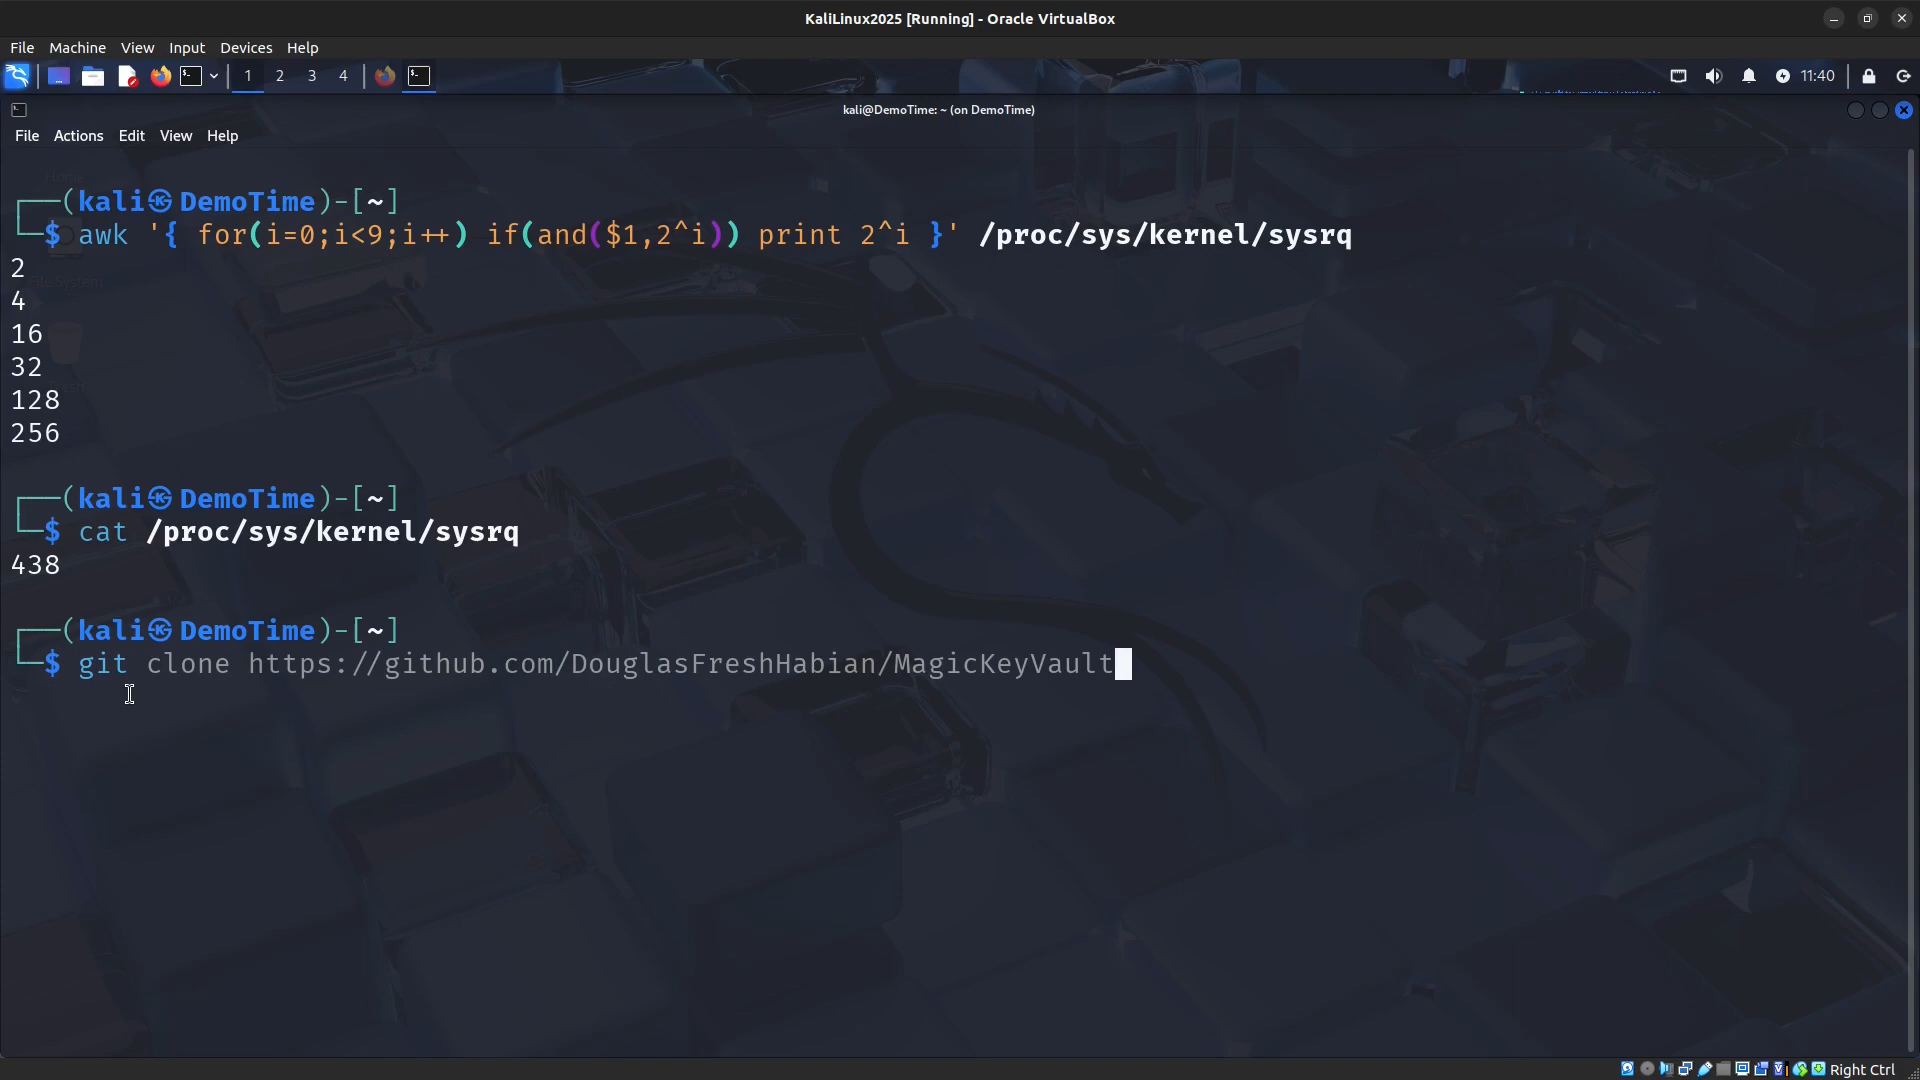 KaliLinux2025 [Running] - Oracle VirtualBox
File Machine View Input Devices Help
1 2 3 4
11:40
kali@DemoTime: ~ (on DemoTime)
File Actions Edit View Help
┌──(kali㉿DemoTime)-[~]
└─$ awk '{ for(i=0;i<9;i++) if(and($1,2^i)) print 2^i }' /proc/sys/kernel/sysrq
2
4
16
32
128
256
┌──(kali㉿DemoTime)-[~]
└─$ cat /proc/sys/kernel/sysrq
438
┌──(kali㉿DemoTime)-[~]
└─$ git clone https://github.com/DouglasFreshHabian/MagicKeyVault
Right Ctrl